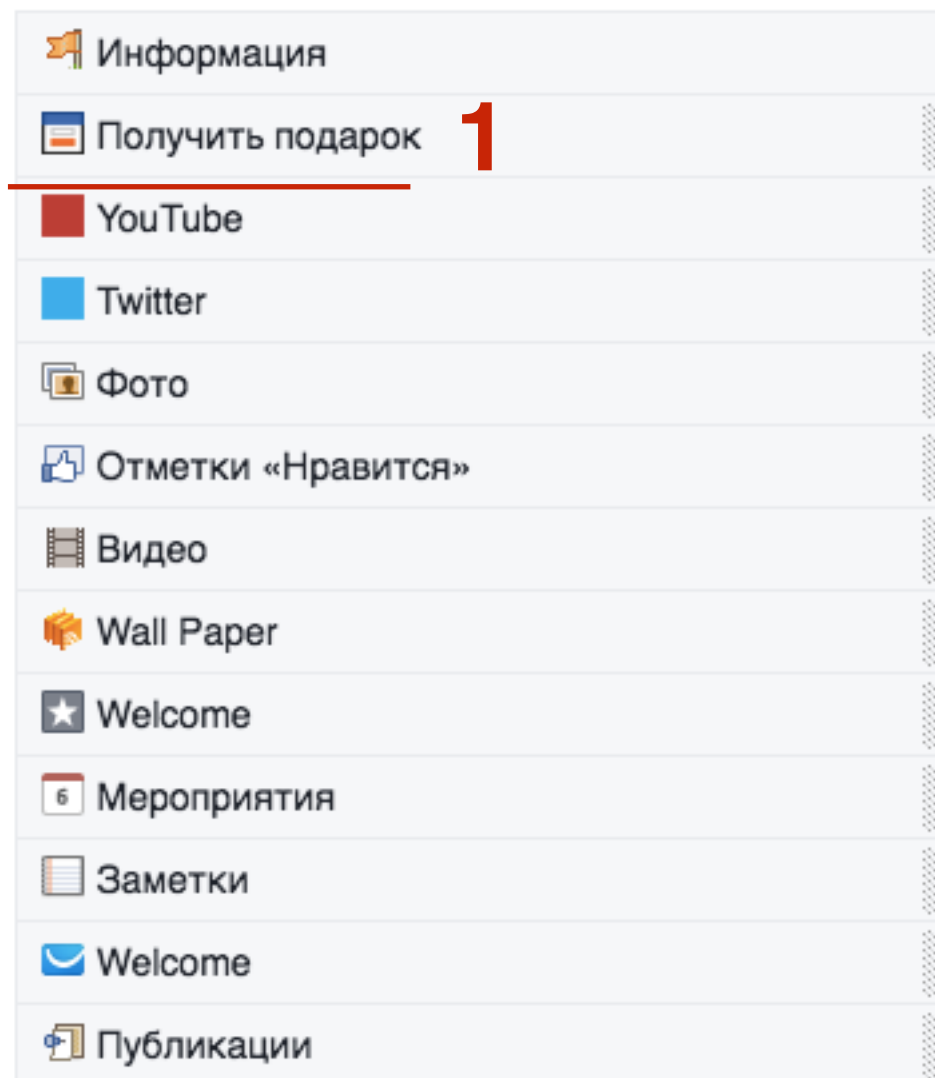 Информация
Получить подарок 1
YouTube
Twitter
Фото
Отметки «Нравится»
Видео
Wall Paper
Welcome
6 Мероприятия
Заметки
Welcome
Публикации